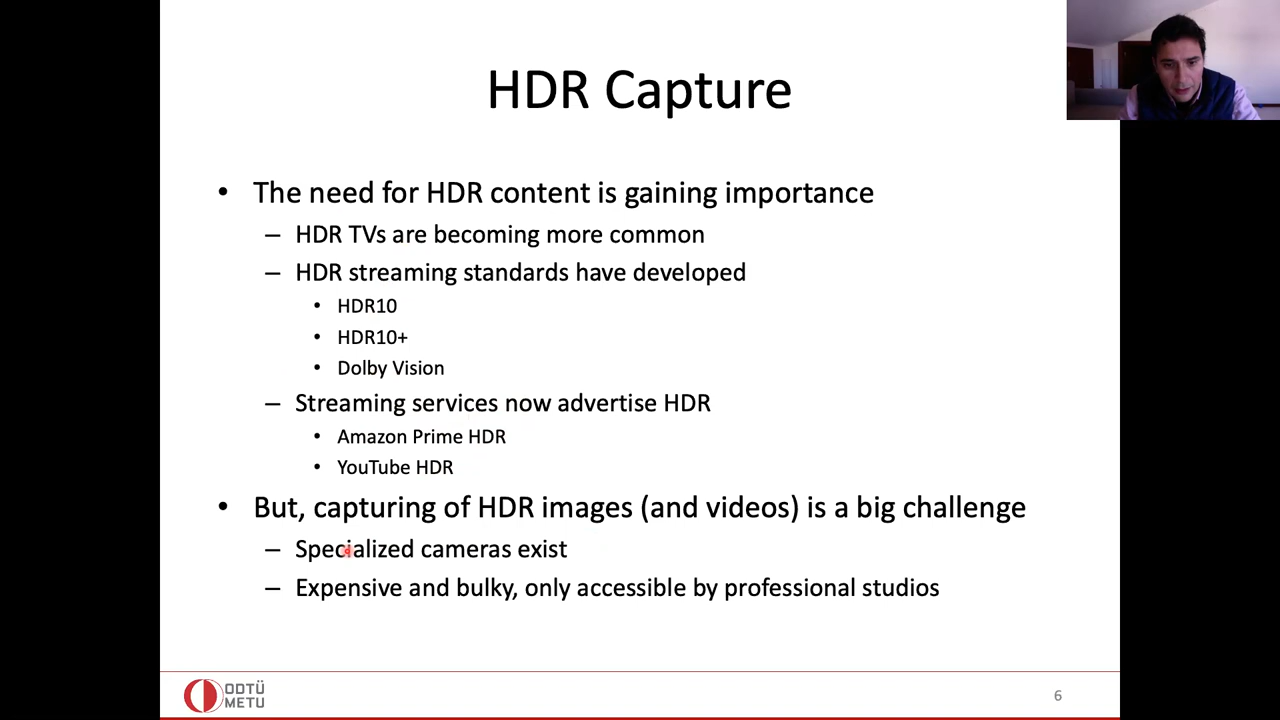 HDR Capture
• The need for HDR content is gaining importance
– HDR TVs are becoming more common
– HDR streaming standards have developed
• HDR10
• HDR10+
• Dolby Vision
– Streaming services now advertise HDR
• Amazon Prime HDR
• YouTube HDR
• But, capturing of HDR images (and videos) is a big challenge
– Specialized cameras exist
– Expensive and bulky, only accessible by professional studios
ODTÜ
METU
6